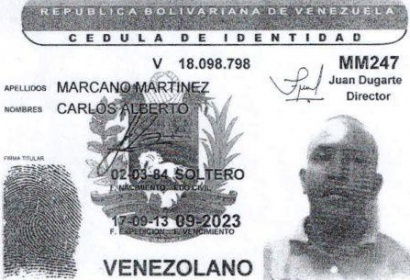 REPUBLICA BOLIVARIANA DE VENEZUELA
CEDULA DE IDENTIDAD
V 18.098.798
MM247
Juan Dugarte
Director
APELLIDOS MARCANO MARTINEZ
NOMBRES CARLOS ALBERTO
FIRMA TITULAR
02-03-84 SOLTERO
F. NACIMIENTO EDO CIVIL
17-09-13 09-2023
F. EXPEDICION F. VENCIMIENTO
VENEZOLANO